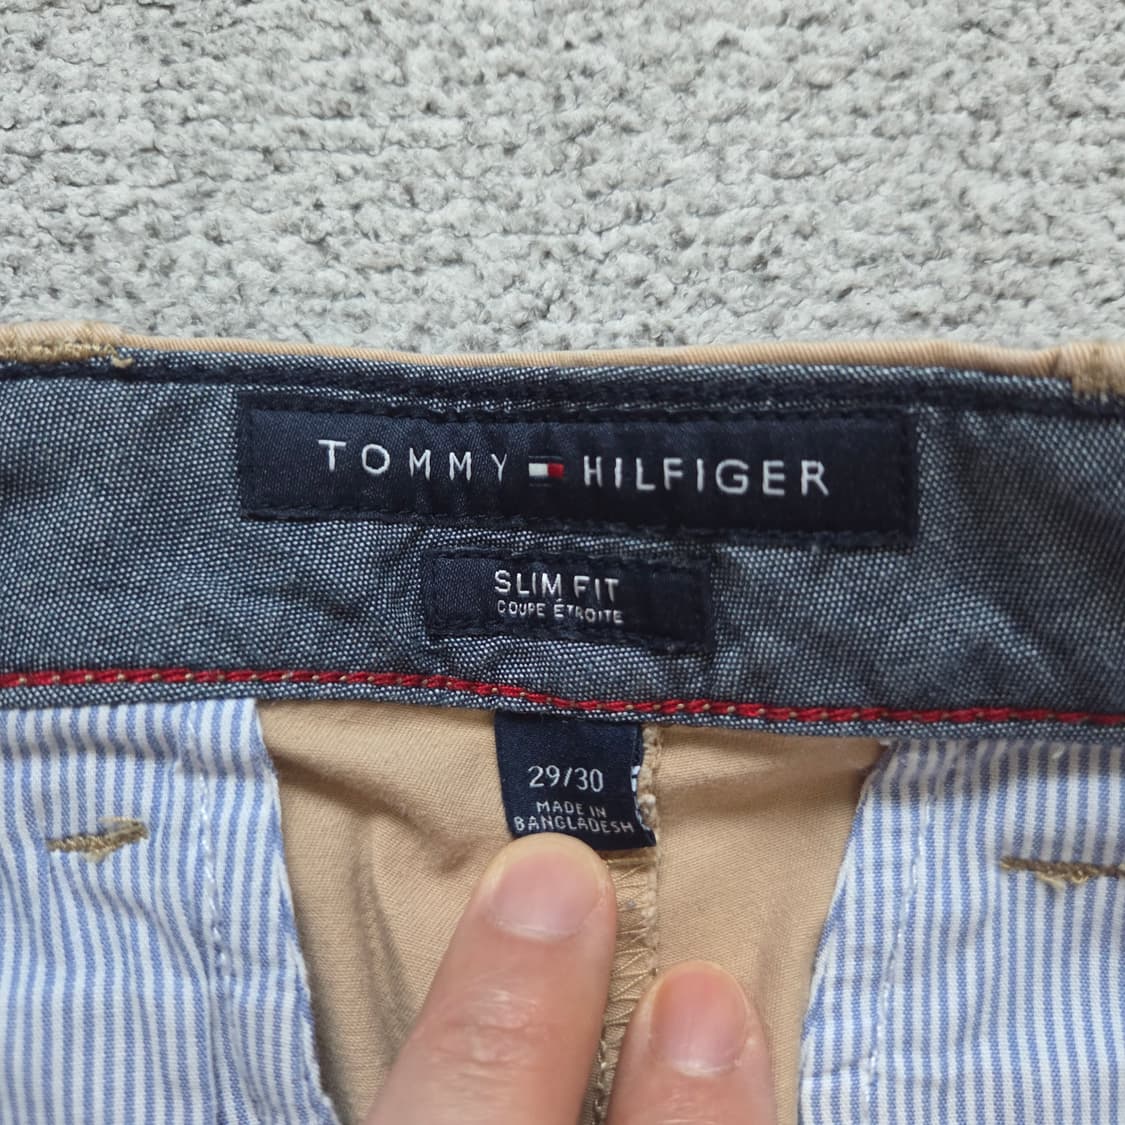 TOMMY HILFIGER
SLIM FIT
COUPE ÉTROITE
29/30
MADE IN
BANGLADESH